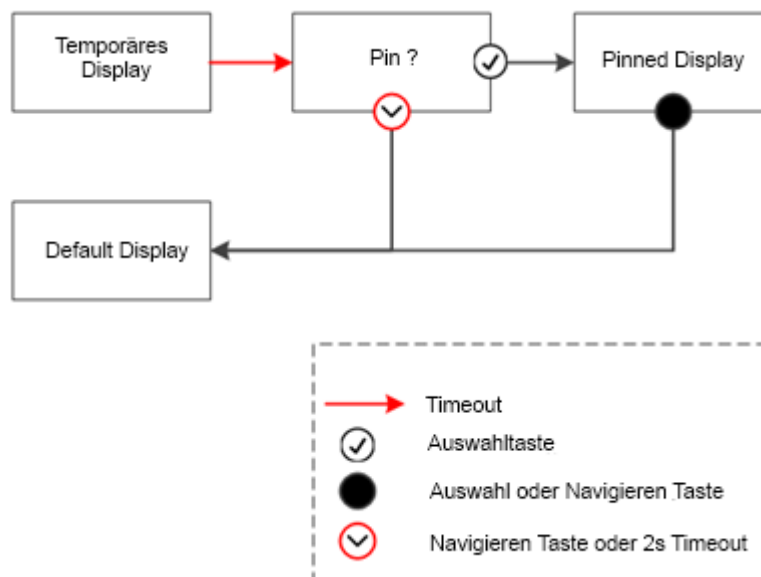 Temporäres
Display
Pin ?
Pinned Display
Default Display
Timeout
Auswahltaste
Auswahl oder Navigieren Taste
Navigieren Taste oder 2s Timeout